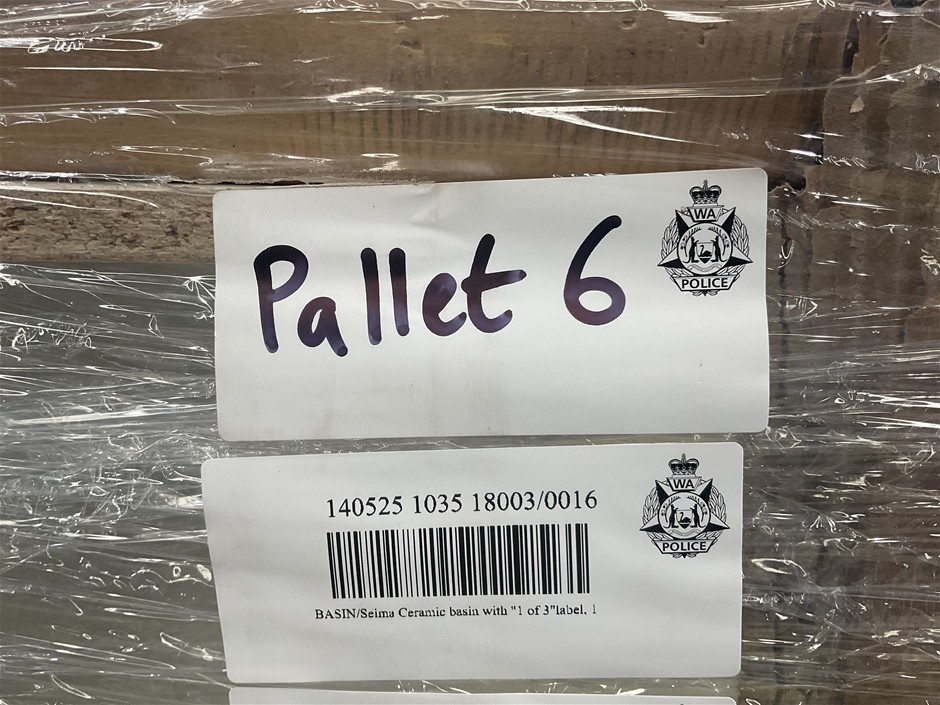 Pallet 6
WA
POLICE
140525 1035 18003/0016
WA
POLICE
BASIN/Seima Ceramic basin with "1 of 3"label, 1